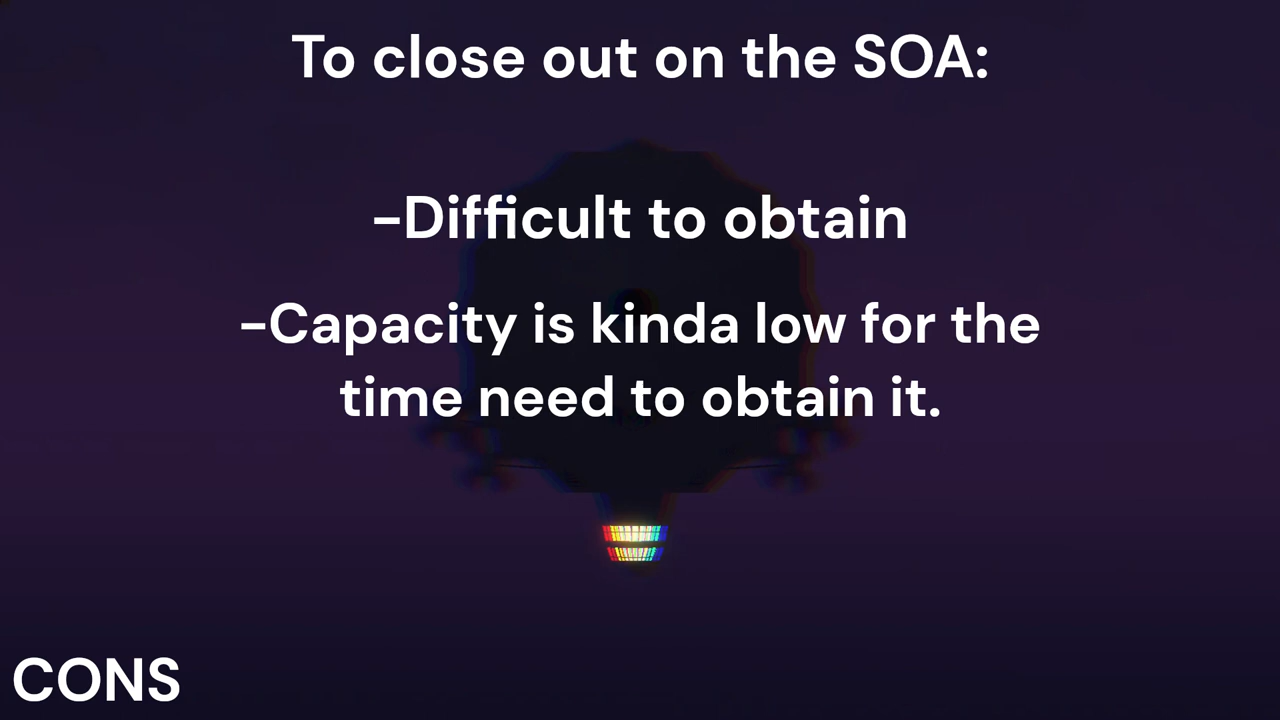 To close out on the SOA:
-Difficult to obtain
-Capacity is kinda low for the
time need to obtain it.
CONS